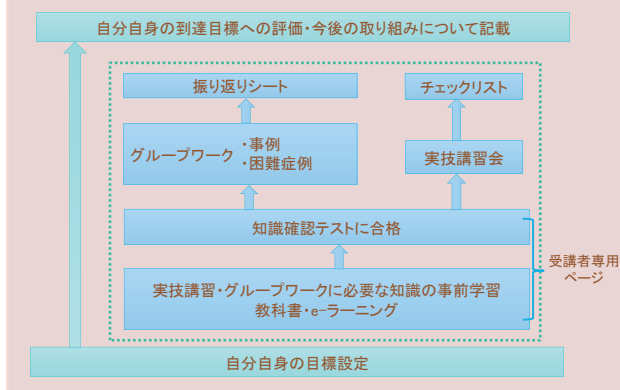 自分自身の到達目標への評価・今後の取り組みについて記載
振り返りシート
チェックリスト
グループワーク
・事例
・困難症例
実技講習会
知識確認テストに合格
受講者専用
ページ
実技講習・グループワークに必要な知識の事前学習
教科書・e-ラーニング
自分自身の目標設定